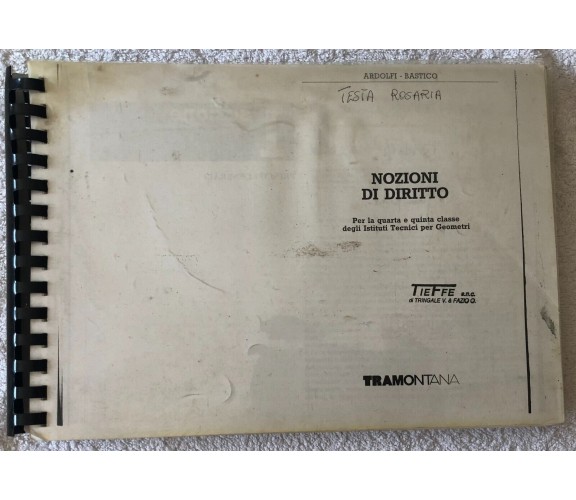 ARDOLFI - BASTICO
TESTA ROSARIA
NOZIONI
DI DIRITTO
Per la quarta e quinta classe
degli Istituti Tecnici per Geometri
TIEFFE s.n.c.
di TRINGALE V. & FAZIO O.
TRAMONTANA